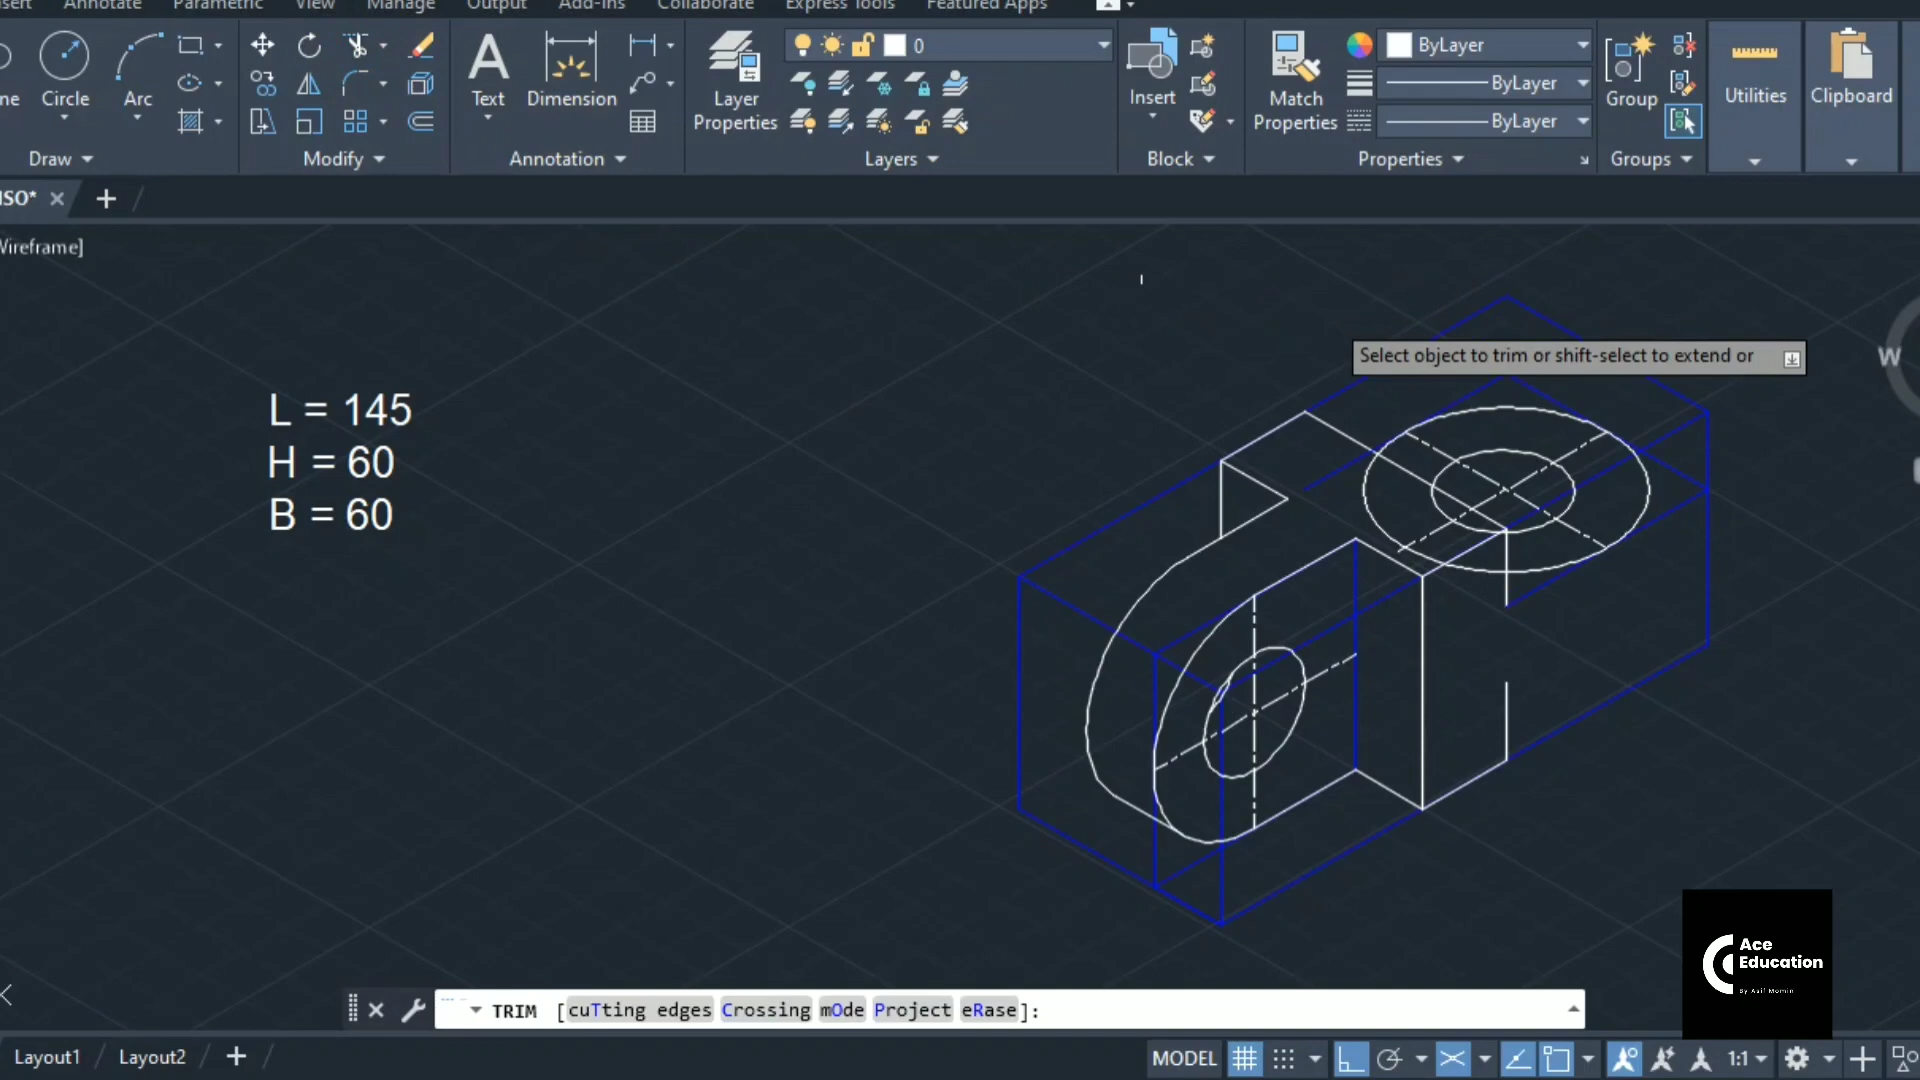 Annotate Parametric View Manage Output Add-ins Collaborate Express Tools Featured Apps
Circle Arc Text Dimension Layer Properties 0 Insert Match Properties ByLayer Group Utilities Clipboard
ByLayer
ByLayer
Draw Modify Annotation Layers Block Properties Groups
ISO*
Wireframe]
Select object to trim or shift-select to extend or
W
L = 145
H = 60
B = 60
Ace
Education
By Asif Momin
TRIM [cuTting edges Crossing mOde Project eRase]:
Layout1 Layout2 MODEL 1:1